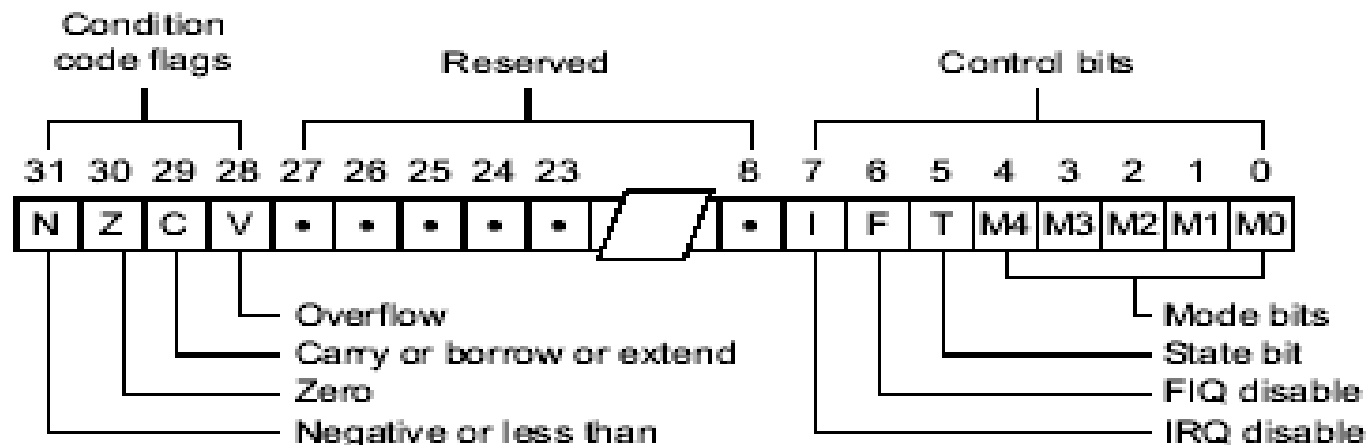 Condition
code flags
Reserved
Control bits
31 30 29 28 27 26 25 24 23 8 7 6 5 4 3 2 1 0
N Z C V • • • • • • I F T M4 M3 M2 M1 M0
Overflow
Carry or borrow or extend
Zero
Negative or less than
Mode bits
State bit
FIQ disable
IRQ disable